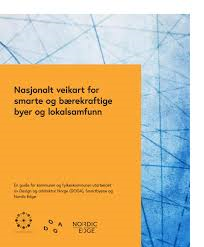 Nasjonalt veikart for
smarte og bærekraftige
byer og lokalsamfunn
En guide for kommuner og fylkeskommuner utarbeidet
av Design og arkitektur Norge (DOGA), Smartbyene og
Nordic Edge
D O
G A
NORDIC
EDGE